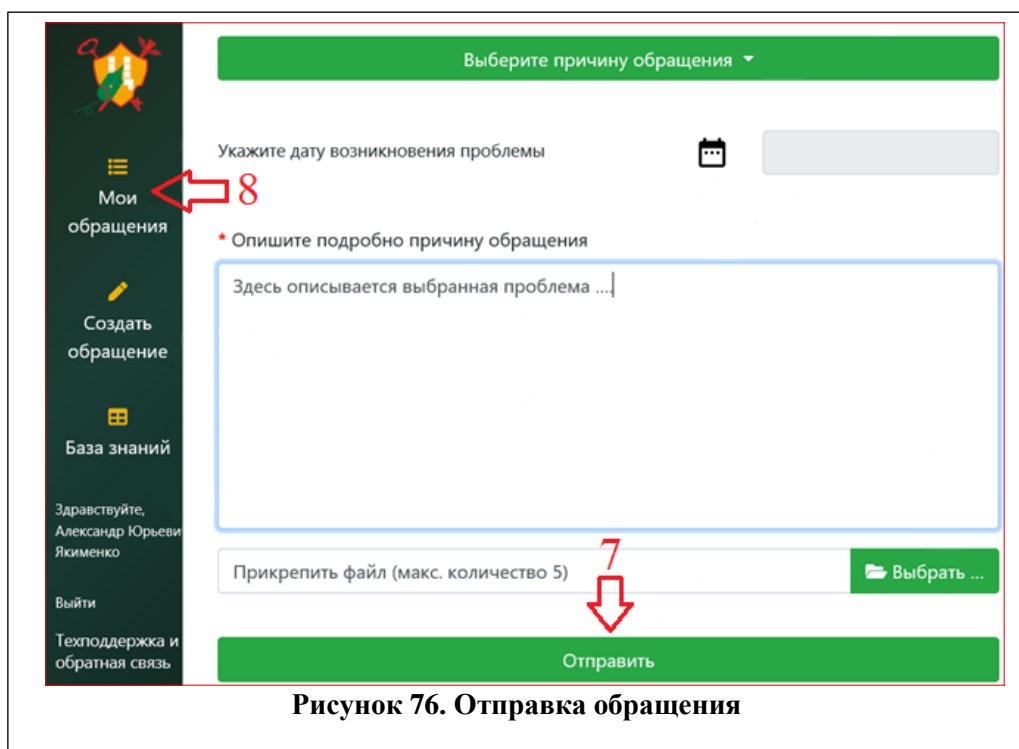 Выберите причину обращения
Укажите дату возникновения проблемы
Мои
обращения
8
* Опишите подробно причину обращения
Здесь описывается выбранная проблема ....
Создать
обращение
База знаний
Здравствуйте,
Александр Юрьеви
Якименко
7
Прикрепить файл (макс. количество 5)
Выбрать ...
Выйти
Техподдержка и
обратная связь
Отправить
Рисунок 76. Отправка обращения